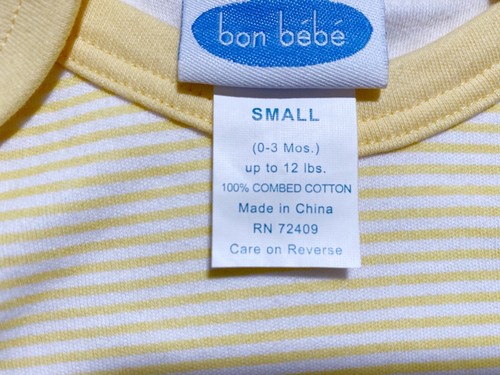 bon bébé
SMALL
(0-3 Mos.)
up to 12 lbs.
100% COMBED COTTON
Made in China
RN 72409
Care on Reverse